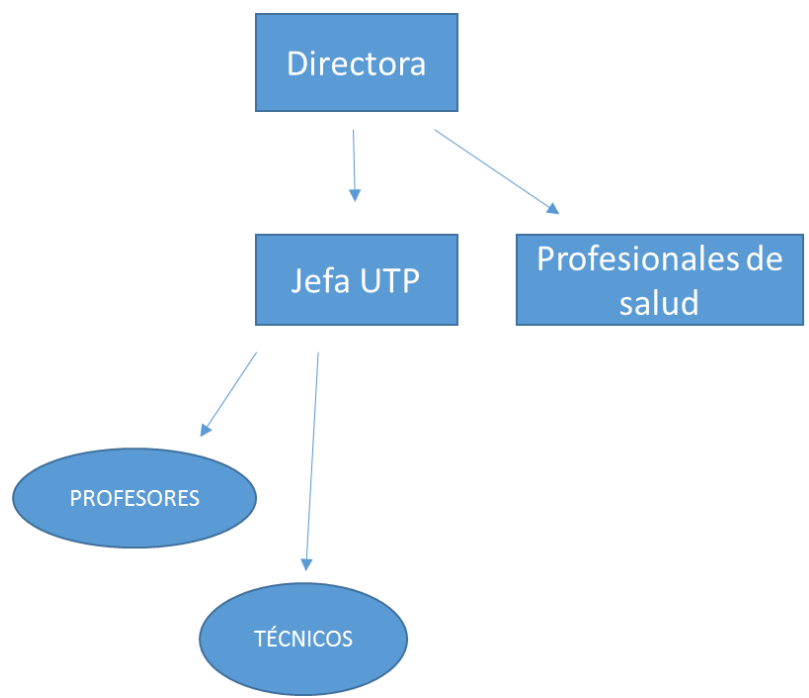 Directora
Jefa UTP
Profesionales de
salud
PROFESORES
TÉCNICOS